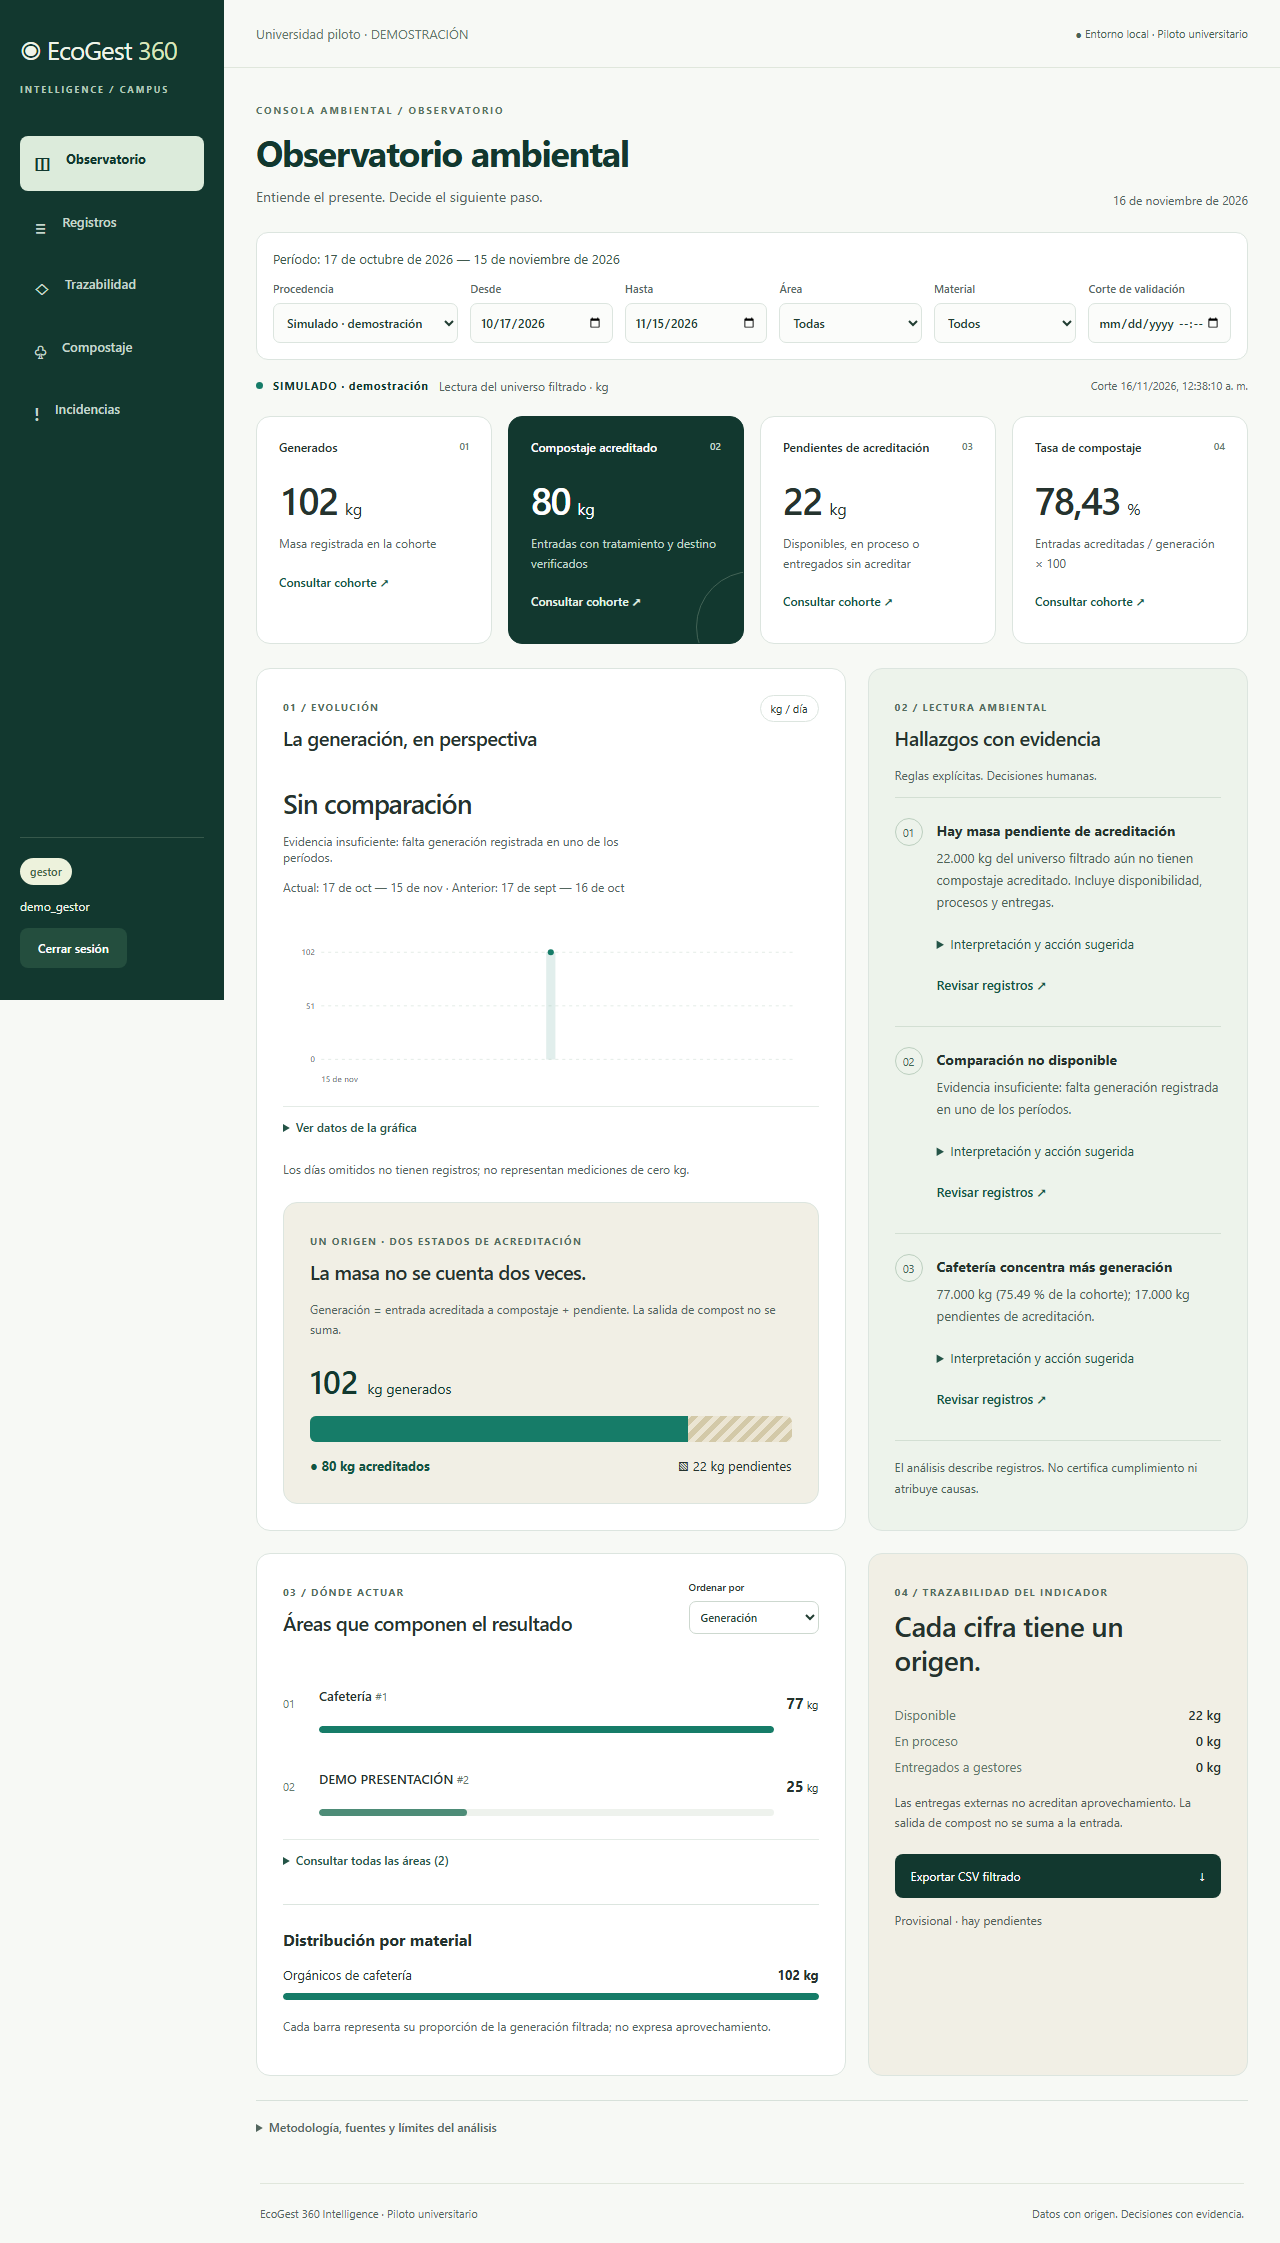 EcoGest 360
INTELLIGENCE / CAMPUS
Observatorio
Registros
Trazabilidad
Compostaje
! Incidencias
gestor
demo_gestor
Cerrar sesión
Universidad piloto · DEMOSTRACIÓN
● Entorno local · Piloto universitario
CONSOLA AMBIENTAL / OBSERVATORIO
Observatorio ambiental
Entiende el presente. Decide el siguiente paso.
16 de noviembre de 2026
Período: 17 de octubre de 2026 — 15 de noviembre de 2026
Procedencia
Desde
Hasta
Área
Material
Corte de validación
Simulado · demostración
10/17/2026
11/15/2026
Todas
Todos
mm/dd/yyyy --:--
SIMULADO · demostración Lectura del universo filtrado · kg
Corte 16/11/2026, 12:38:10 a. m.
Generados 01
102 kg
Masa registrada en la cohorte
Consultar cohorte ↗
Compostaje acreditado 02
80 kg
Entradas con tratamiento y destino
verificados
Consultar cohorte ↗
Pendientes de acreditación 03
22 kg
Disponibles, en proceso o
entregados sin acreditar
Consultar cohorte ↗
Tasa de compostaje 04
78,43 %
Entradas acreditadas / generación
× 100
Consultar cohorte ↗
01 / EVOLUCIÓN
kg / día
La generación, en perspectiva
Sin comparación
Evidencia insuficiente: falta generación registrada en uno de los
períodos.
Actual: 17 de oct — 15 de nov · Anterior: 17 de sept — 16 de oct
102
51
0
15 de nov
▶ Ver datos de la gráfica
Los días omitidos no tienen registros; no representan mediciones de cero kg.
UN ORIGEN · DOS ESTADOS DE ACREDITACIÓN
La masa no se cuenta dos veces.
Generación = entrada acreditada a compostaje + pendiente. La salida de compost no se
suma.
102 kg generados
● 80 kg acreditados
▧ 22 kg pendientes
02 / LECTURA AMBIENTAL
Hallazgos con evidencia
Reglas explícitas. Decisiones humanas.
01 Hay masa pendiente de acreditación
22.000 kg del universo filtrado aún no tienen
compostaje acreditado. Incluye disponibilidad,
procesos y entregas.
▶ Interpretación y acción sugerida
Revisar registros ↗
02 Comparación no disponible
Evidencia insuficiente: falta generación registrada
en uno de los períodos.
▶ Interpretación y acción sugerida
Revisar registros ↗
03 Cafetería concentra más generación
77.000 kg (75.49 % de la cohorte); 17.000 kg
pendientes de acreditación.
▶ Interpretación y acción sugerida
Revisar registros ↗
El análisis describe registros. No certifica cumplimiento ni
atribuye causas.
03 / DÓNDE ACTUAR
Áreas que componen el resultado
Ordenar por
Generación
01 Cafetería #1 77 kg
02 DEMO PRESENTACIÓN #2 25 kg
▶ Consultar todas las áreas (2)
Distribución por material
Orgánicos de cafetería 102 kg
Cada barra representa su proporción de la generación filtrada; no expresa aprovechamiento.
04 / TRAZABILIDAD DEL INDICADOR
Cada cifra tiene un
origen.
Disponible 22 kg
En proceso 0 kg
Entregados a gestores 0 kg
Las entregas externas no acreditan aprovechamiento. La
salida de compost no se suma a la entrada.
Exportar CSV filtrado ↓
Provisional · hay pendientes
▶ Metodología, fuentes y límites del análisis
EcoGest 360 Intelligence · Piloto universitario
Datos con origen. Decisiones con evidencia.